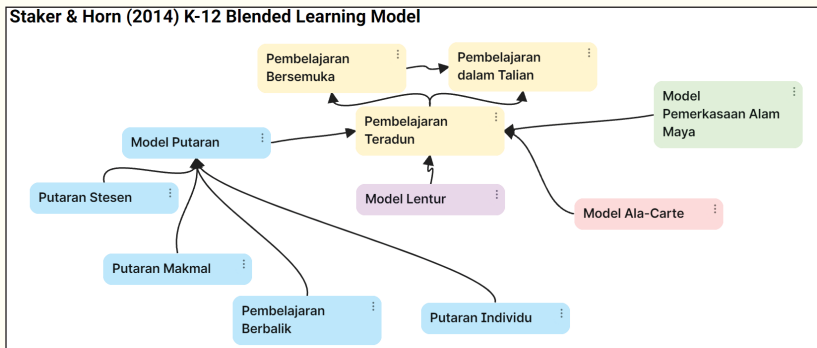 Staker & Horn (2014) K-12 Blended Learning Model
Pembelajaran
Bersemuka
Pembelajaran
dalam Talian
Model
Pemerkasaan Alam
Maya
Pembelajaran
Teradun
Model Putaran
Putaran Stesen
Model Lentur
Model Ala-Carte
Putaran Makmal
Pembelajaran
Berbalik
Putaran Individu